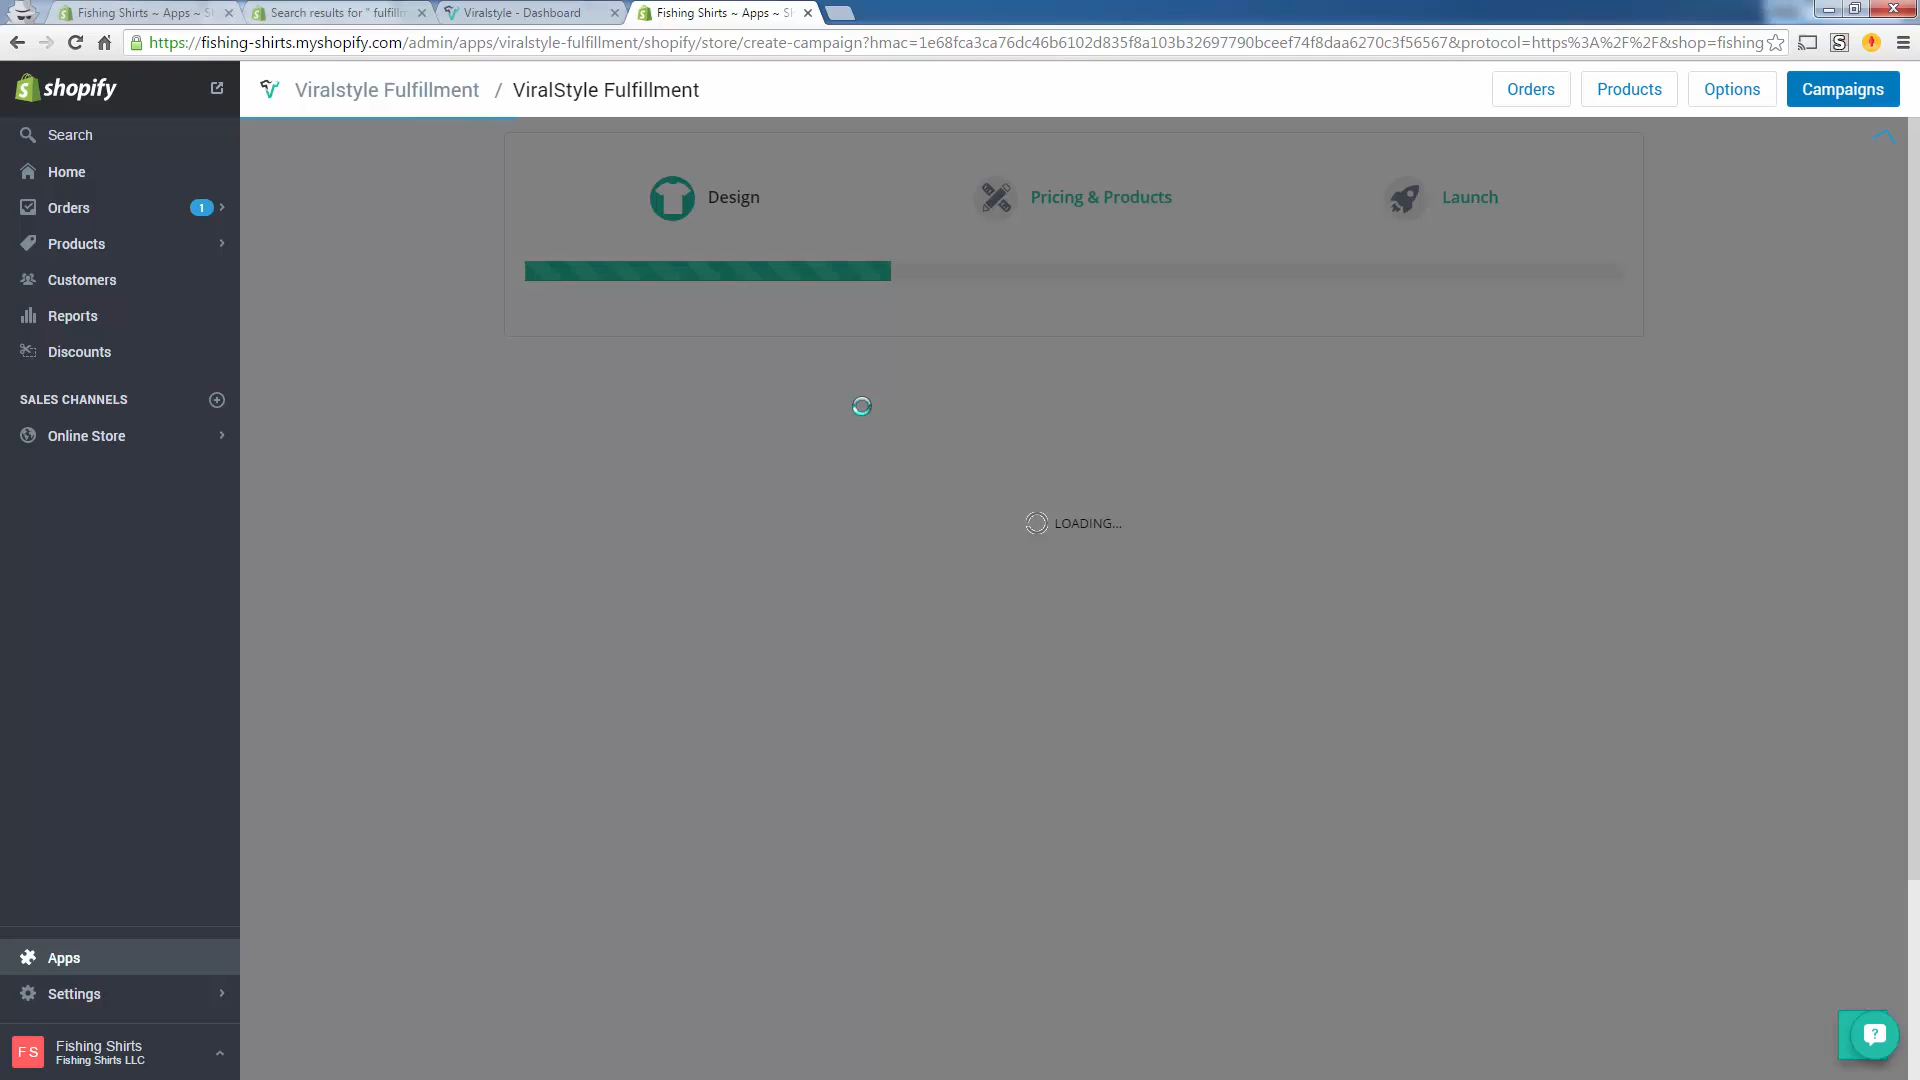 Fishing Shirts ~ Apps ~ S
Search results for " fulfillm
Viralstyle - Dashboard
Fishing Shirts ~ Apps ~ Sh
https://fishing-shirts.myshopify.com/admin/apps/viralstyle-fulfillment/shopify/store/create-campaign?hmac=1e68fca3ca76dc46b6102d835f8a103b32697790bceef74f8daa6270c3f56567&protocol=https%3A%2F%2F&shop=fishing
shopify
Viralstyle Fulfillment / ViralStyle Fulfillment
Orders
Products
Options
Campaigns
Search
Home
Orders 1
Products
Customers
Reports
Discounts
SALES CHANNELS
Online Store
Design
Pricing & Products
Launch
LOADING...
Apps
Settings
FS
Fishing Shirts
Fishing Shirts LLC